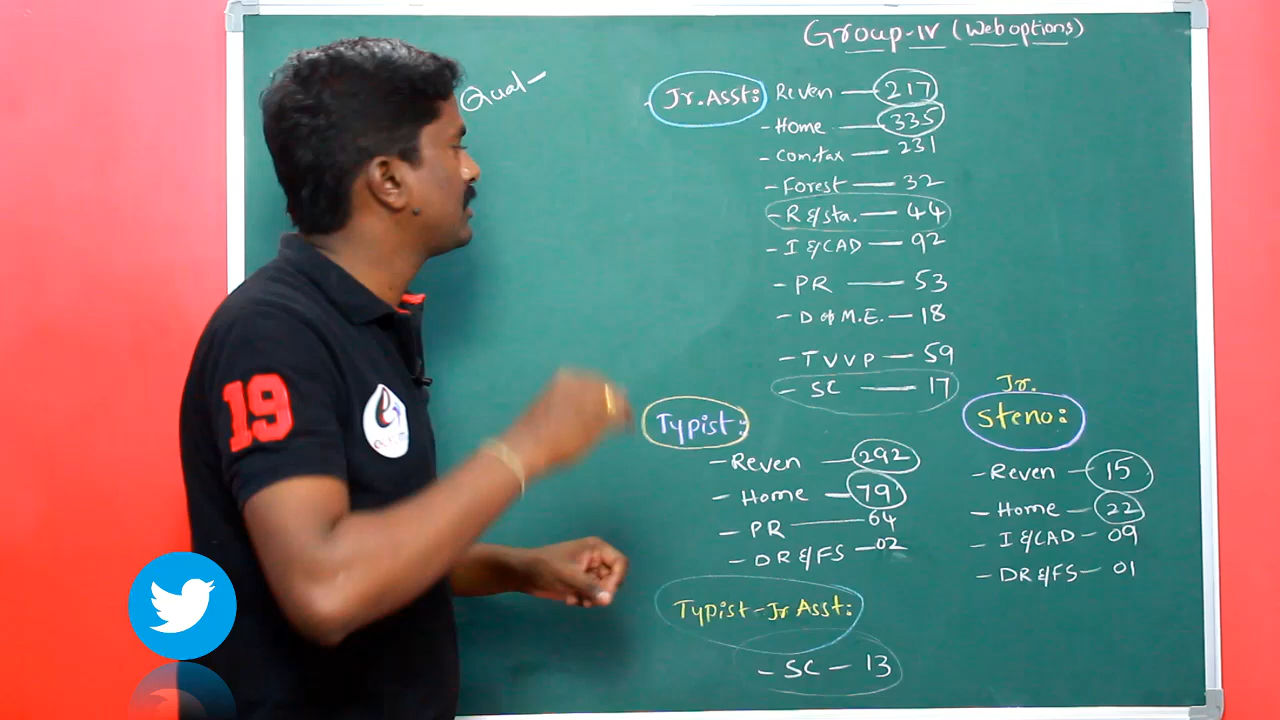 Group-IV (Web options)
Qual-
Jr. Asst: Reven — 217
- Home — 335
- Com.tax — 231
- Forest — 32
- R & sta. — 44
- I & CAD — 92
- PR — 53
- D of M.E. — 18
- TVVP — 59
- SC — 17
Typist:
- Reven — 292
- Home — 791
- PR — 64
- DR & FS — 02
Jr.
Steno:
- Reven — 15
- Home — 22
- I & CAD — 09
- DR & FS — 01
Typist-Jr Asst:
- SC — 13
19